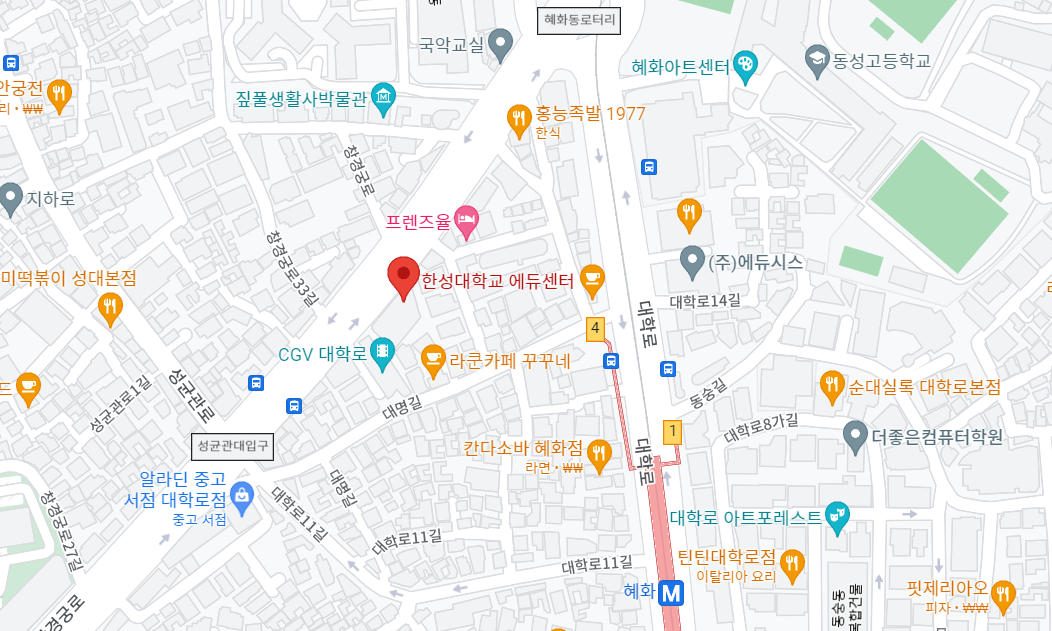 동
혜화동로터리
국악교실
혜화아트센터
동성고등학교
안궁전
리 • ₩₩
짚풀생활사박물관
홍능족발 1977
한식
창경궁로
지하로
프렌즈율
창경궁로33길
(주)에듀시스
미떡볶이 성대본점
한성대학교 에듀센터
대학로14길
대학로
4
CGV 대학로
라쿤카페 꾸꾸네
성균관로
성균관로1길
드
대명길
동숭길
순대실록 대학로본점
1
대학로8가길
더좋은컴퓨터학원
성균관대입구
칸다소바 혜화점
라면 • ₩₩
대학로
알라딘 중고
서점 대학로점
중고 서점
대명길
대학로11길
창경궁로27길
대학로11길
대학로 아트포레스트
틴틴대학로점
이탈리아 요리
대학로11길
혜화
M
핏제리아오
피자 • ₩₩
창경궁로
동숭동
복합건물